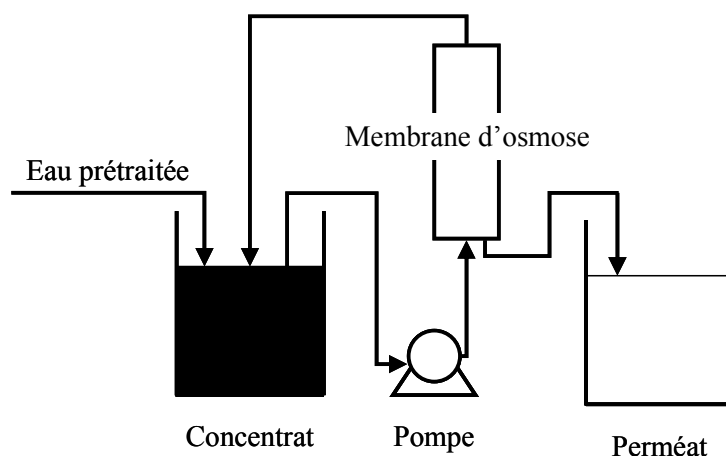 Membrane d’osmose
Eau prétraitée
Concentrat
Pompe
Perméat